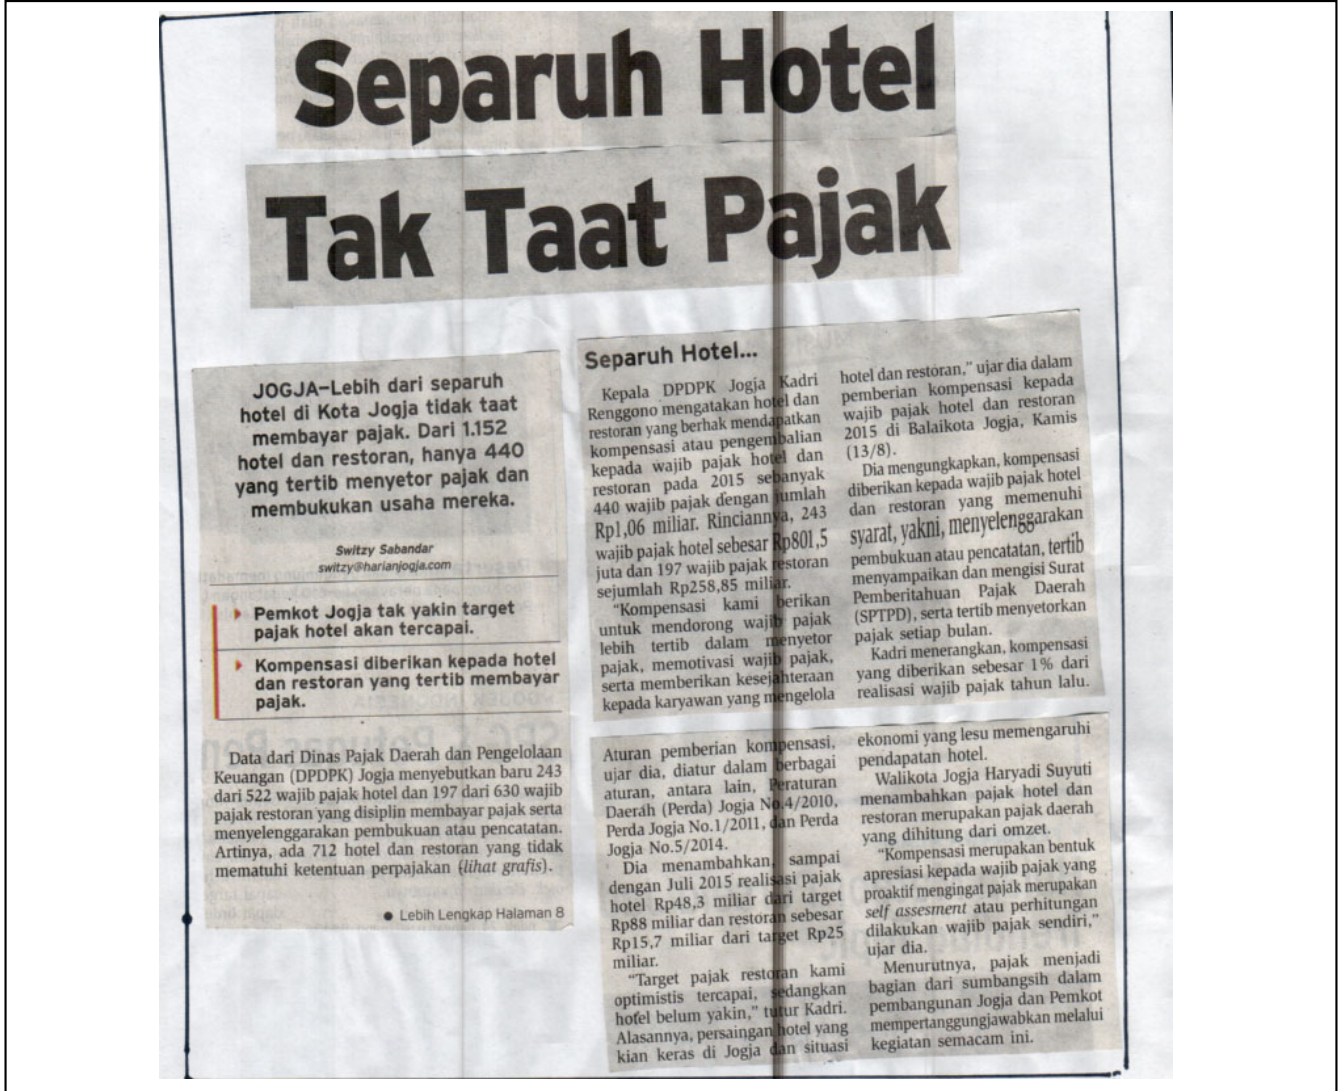 Separuh Hotel
Tak Taat Pajak
JOGJA–Lebih dari separuh
hotel di Kota Jogja tidak taat
membayar pajak. Dari 1.152
hotel dan restoran, hanya 440
yang tertib menyetor pajak dan
membukukan usaha mereka.
Switzy Sabandar
switzy@harianjogja.com
Pemkot Jogja tak yakin target
pajak hotel akan tercapai.
Kompensasi diberikan kepada hotel
dan restoran yang tertib membayar
pajak.
Data dari Dinas Pajak Daerah dan Pengelolaan
Keuangan (DPDPK) Jogja menyebutkan baru 243
dari 522 wajib pajak hotel dan 197 dari 630 wajib
pajak restoran yang disiplin membayar pajak serta
menyelenggarakan pembukuan atau pencatatan.
Artinya, ada 712 hotel dan restoran yang tidak
mematuhi ketentuan perpajakan (lihat grafis).
● Lebih Lengkap Halaman 8
Separuh Hotel...
Kepala DPDPK Jogja Kadri
Renggono mengatakan hotel dan
restoran yang berhak mendapatkan
kompensasi atau pengembalian
kepada wajib pajak hotel dan
restoran pada 2015 sebanyak
440 wajib pajak dengan jumlah
Rp1,06 miliar. Rinciannya, 243
wajib pajak hotel sebesar Rp801,5
juta dan 197 wajib pajak restoran
sejumlah Rp258,85 miliar.
“Kompensasi kami berikan
untuk mendorong wajib pajak
lebih tertib dalam menyetor
pajak, memotivasi wajib pajak,
serta memberikan kesejahteraan
kepada karyawan yang mengelola
hotel dan restoran,” ujar dia dalam
pemberian kompensasi kepada
wajib pajak hotel dan restoran
2015 di Balaikota Jogja, Kamis
(13/8).
Dia mengungkapkan, kompensasi
diberikan kepada wajib pajak hotel
dan restoran yang memenuhi
syarat, yakni, menyelenggarakan
pembukuan atau pencatatan, tertib
menyampaikan dan mengisi Surat
Pemberitahuan Pajak Daerah
(SPTPD), serta tertib menyetorkan
pajak setiap bulan.
Kadri menerangkan, kompensasi
yang diberikan sebesar 1% dari
realisasi wajib pajak tahun lalu.
Aturan pemberian kompensasi,
ujar dia, diatur dalam berbagai
aturan, antara lain, Peraturan
Daerah (Perda) Jogja No.4/2010,
Perda Jogja No.1/2011, dan Perda
Jogja No.5/2014.
Dia menambahkan, sampai
dengan Juli 2015 realisasi pajak
hotel Rp48,3 miliar dari target
Rp88 miliar dan restoran sebesar
Rp15,7 miliar dari target Rp25
miliar.
“Target pajak restoran kami
optimistis tercapai, sedangkan
hotel belum yakin,” tutur Kadri.
Alasannya, persaingan hotel yang
kian keras di Jogja dan situasi
ekonomi yang lesu memengaruhi
pendapatan hotel.
Walikota Jogja Haryadi Suyuti
menambahkan pajak hotel dan
restoran merupakan pajak daerah
yang dihitung dari omzet.
“Kompensasi merupakan bentuk
apresiasi kepada wajib pajak yang
proaktif mengingat pajak merupakan
self assesment atau perhitungan
dilakukan wajib pajak sendiri,”
ujar dia.
Menurutnya, pajak menjadi
bagian dari sumbangsih dalam
pembangunan Jogja dan Pemkot
mempertanggungjawabkan melalui
kegiatan semacam ini.